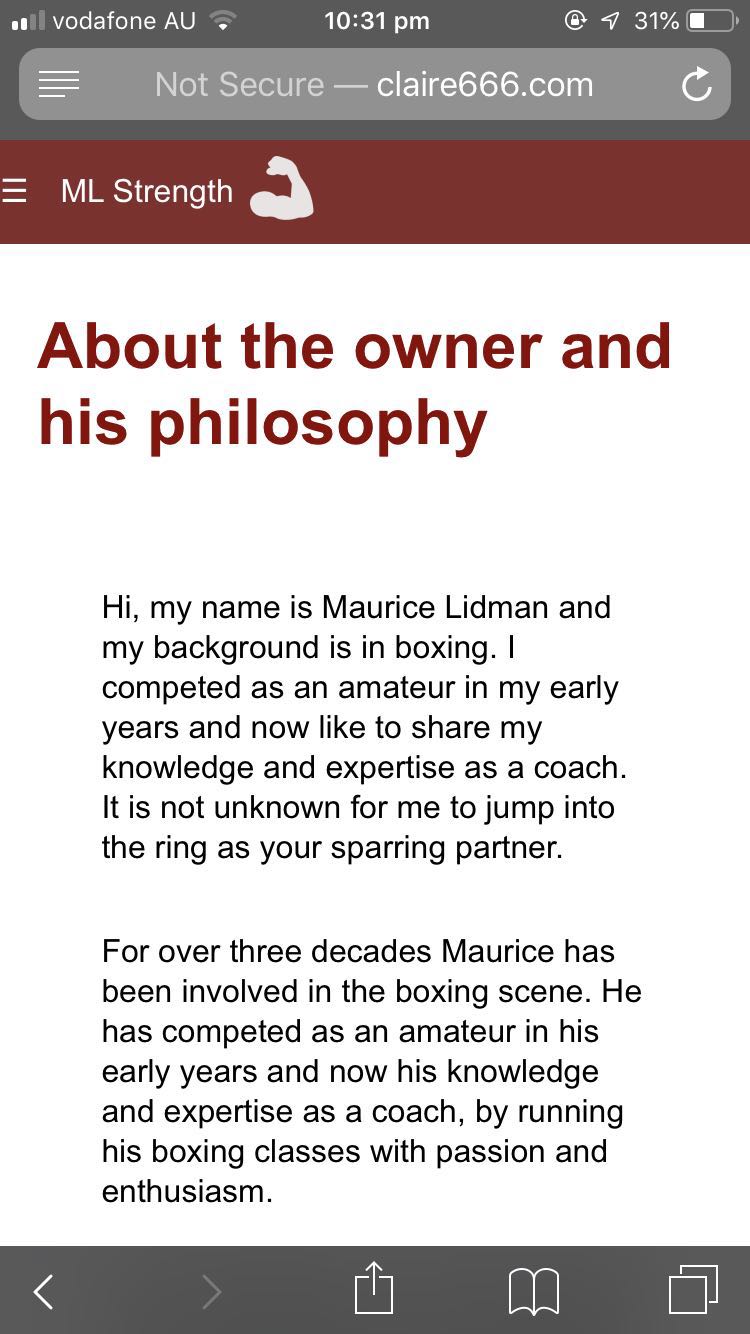 vodafone AU 10:31 pm 31%
Not Secure — claire666.com
ML Strength
About the owner and
his philosophy
Hi, my name is Maurice Lidman and
my background is in boxing. I
competed as an amateur in my early
years and now like to share my
knowledge and expertise as a coach.
It is not unknown for me to jump into
the ring as your sparring partner.
For over three decades Maurice has
been involved in the boxing scene. He
has competed as an amateur in his
early years and now his knowledge
and expertise as a coach, by running
his boxing classes with passion and
enthusiasm.